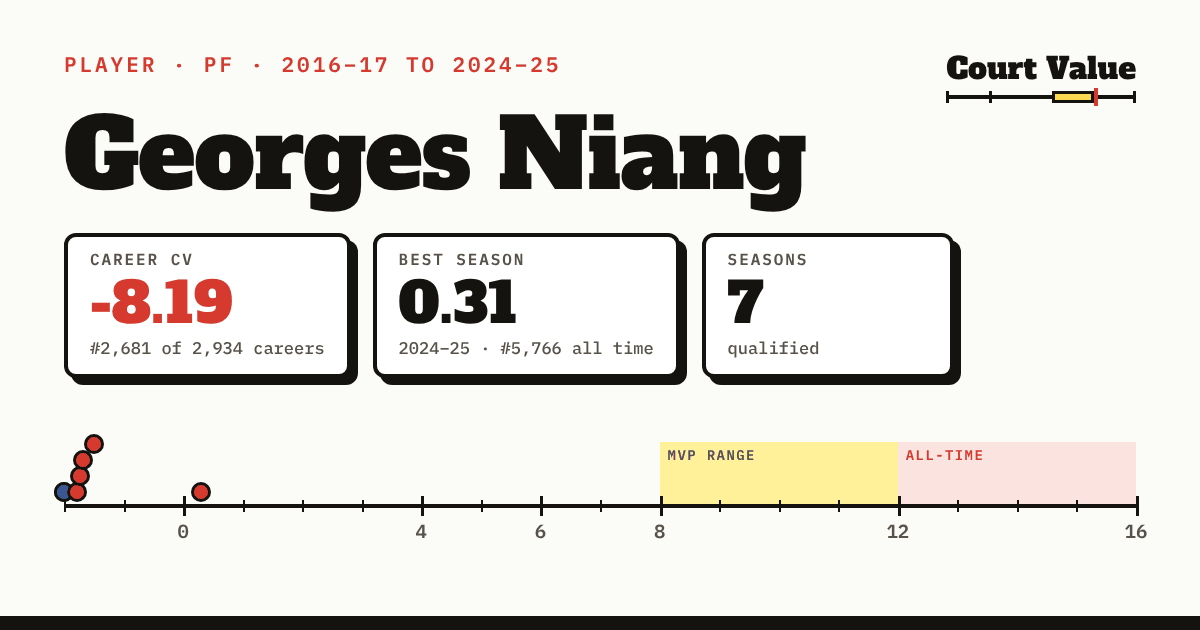 PLAYER · PF · 2016–17 TO 2024–25
Court Value
Georges Niang
CAREER CV
-8.19
#2,681 of 2,934 careers
BEST SEASON
0.31
2024–25 · #5,766 all time
SEASONS
7
qualified
MVP RANGE
ALL-TIME
0 4 6 8 12 16